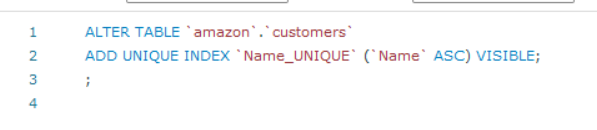 1 ALTER TABLE `amazon`.`customers`
2 ADD UNIQUE INDEX `Name_UNIQUE` (`Name` ASC) VISIBLE;
3 ;
4